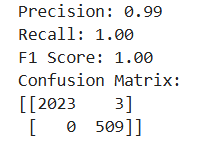 Precision: 0.99
Recall: 1.00
F1 Score: 1.00
Confusion Matrix:
[[2023    3]
 [   0  509]]